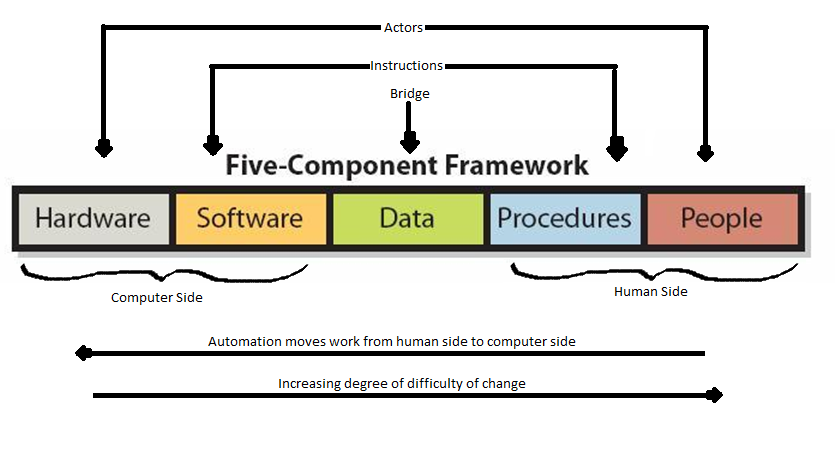 Actors
Instructions
Bridge
Five-Component Framework
Hardware Software Data Procedures People
Computer Side
Human Side
Automation moves work from human side to computer side
Increasing degree of difficulty of change